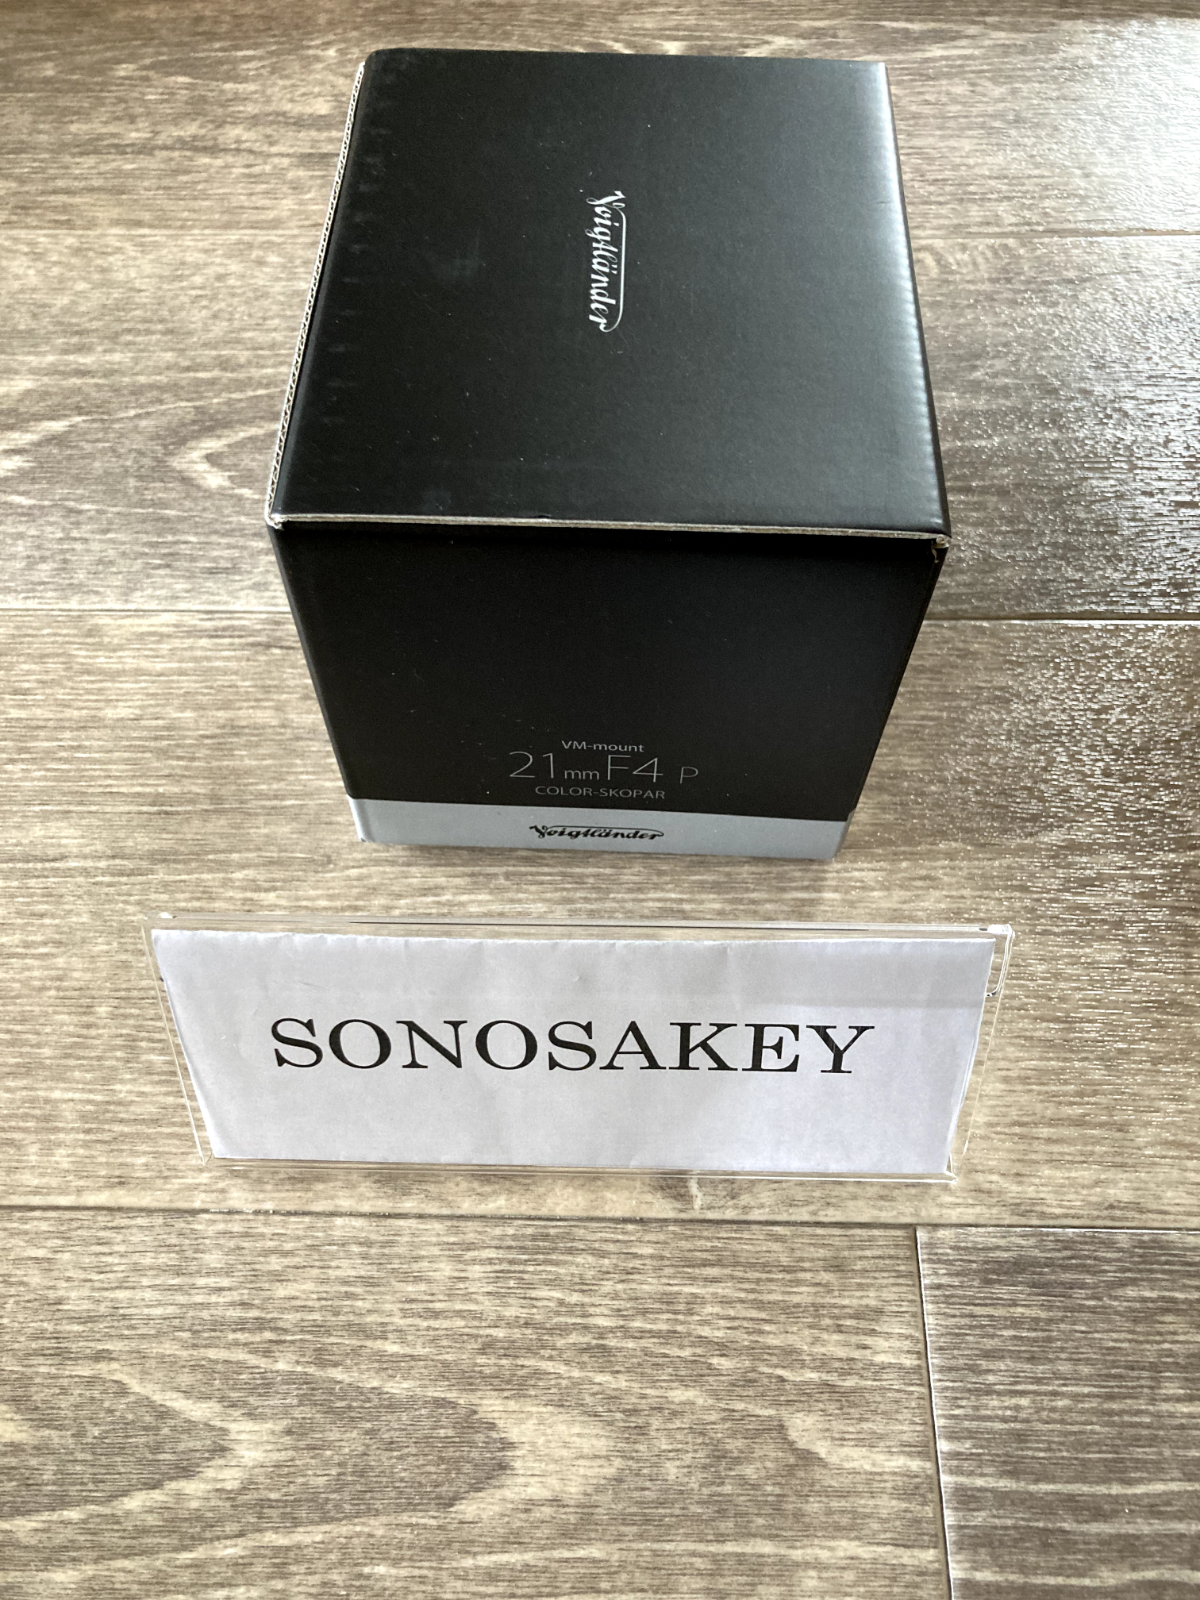 Voigtländer
VM-mount
21mm F4 P
COLOR-SKOPAR
Voigtländer
SONOSAKEY